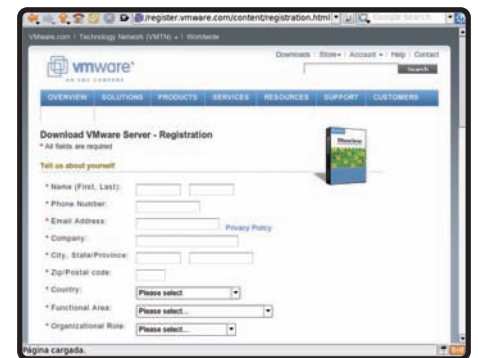 register.vmware.com/content/registration.html
VMware.com | Technology Network (VMTN) | Worldwide
Downloads | Store | Account | Help | Contact
vmware
AN EMC COMPANY
Search
OVERVIEW SOLUTIONS PRODUCTS SERVICES RESOURCES SUPPORT CUSTOMERS
Download VMware Server - Registration
* All fields are required
Tell us about yourself
* Name (First, Last):
* Phone Number:
* Email Address:
Privacy Policy
* Company:
* City, State/Province:
* Zip/Postal code:
* Country: Please select
* Functional Area: Please select...
* Organizational Role: Please select...
Página cargada.